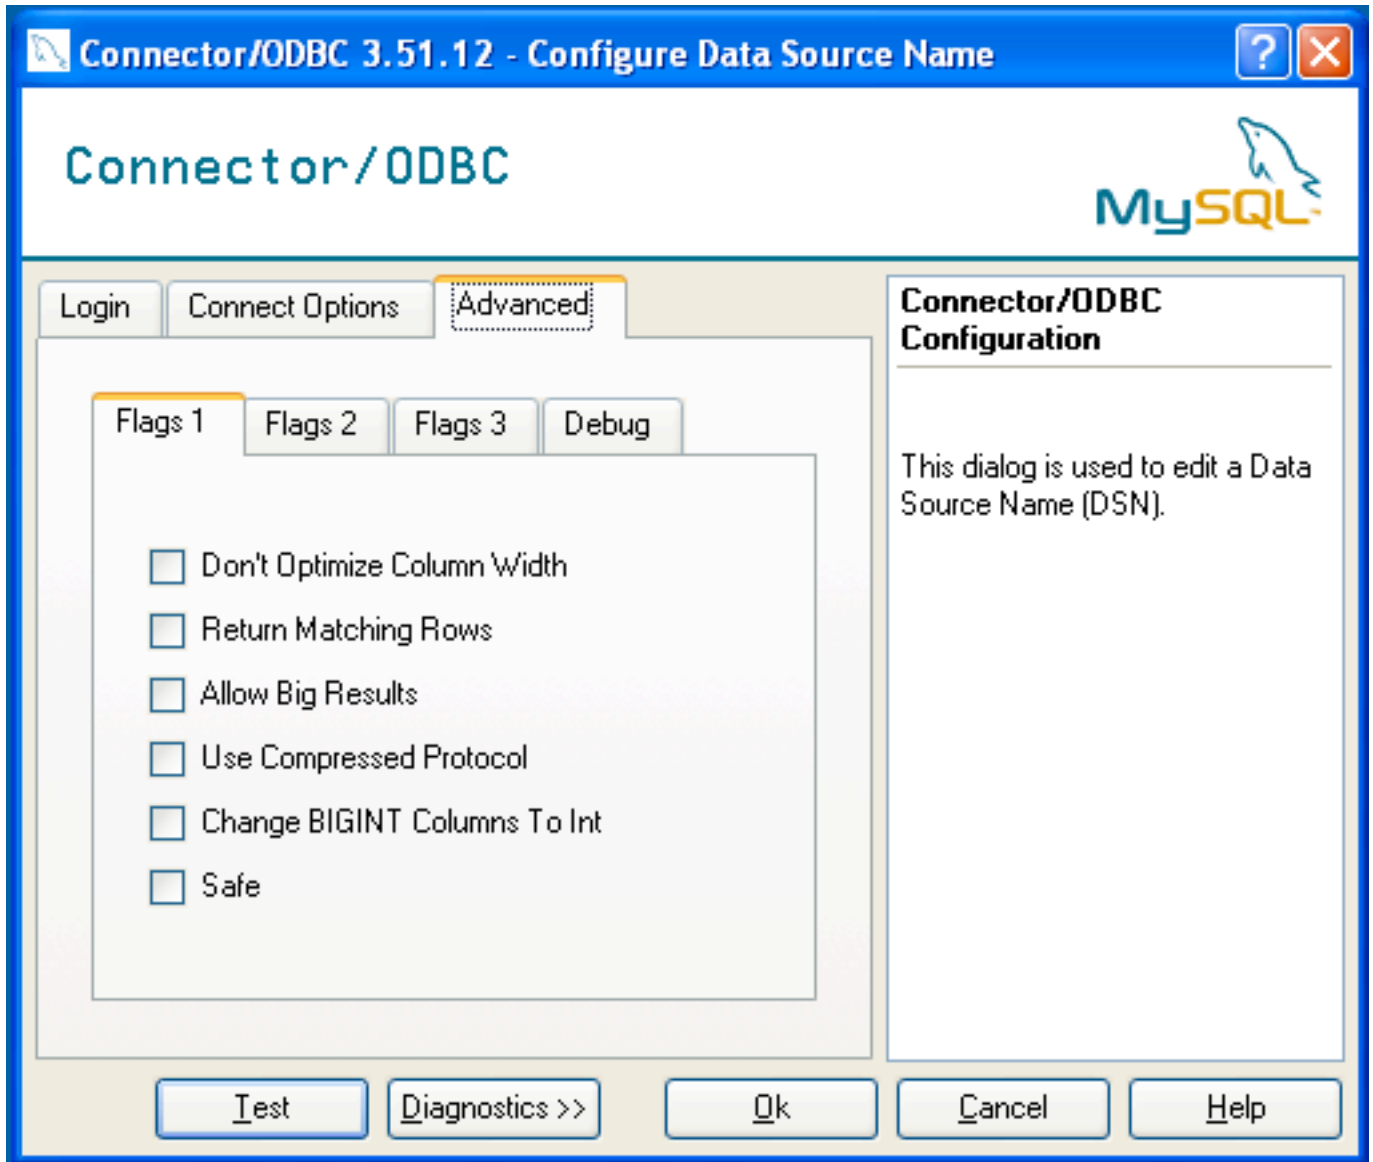 Connector/ODBC 3.51.12 - Configure Data Source Name
?
Connector/ODBC
MySQL
Login
Connect Options
Advanced
Flags 1
Flags 2
Flags 3
Debug
Don't Optimize Column Width
Return Matching Rows
Allow Big Results
Use Compressed Protocol
Change BIGINT Columns To Int
Safe
Connector/ODBC
Configuration
This dialog is used to edit a Data
Source Name (DSN).
Test
Diagnostics >>
Ok
Cancel
Help